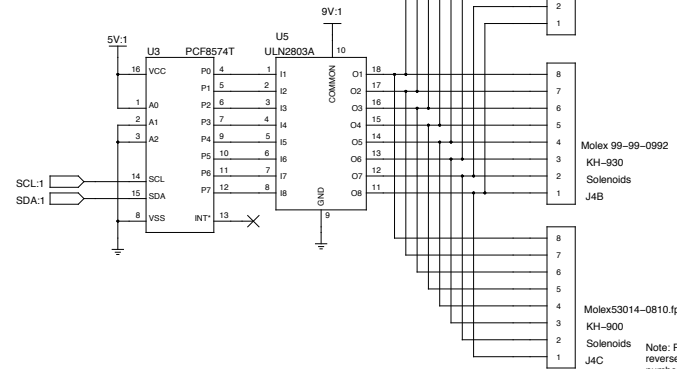 9V:1
2
1
5V:1
U3 PCF8574T
U5
ULN2803A
10
16 VCC P0 4
1 I1 COMMON O1 18
8
P1 5
2 I2 O2 17
7
1 A0 P2 6
3 I3 O3 16
6
2 A1 P3 7
4 I4 O4 15
5
3 A2 P4 9
5 I5 O5 14
4 Molex 99-99-0992
P5 10
6 I6 O6 13
3 KH-930
SCL:1 14 SCL P6 11
7 I7 O7 12
2 Solenoids
SDA:1 15 SDA P7 12
8 I8 O8 11
1 J4B
8 VSS INT* 13
GND
9
8
7
6
5
4 Molex53014-0810.fp
3 KH-900
2 Solenoids
1 J4C
Note:
reverse